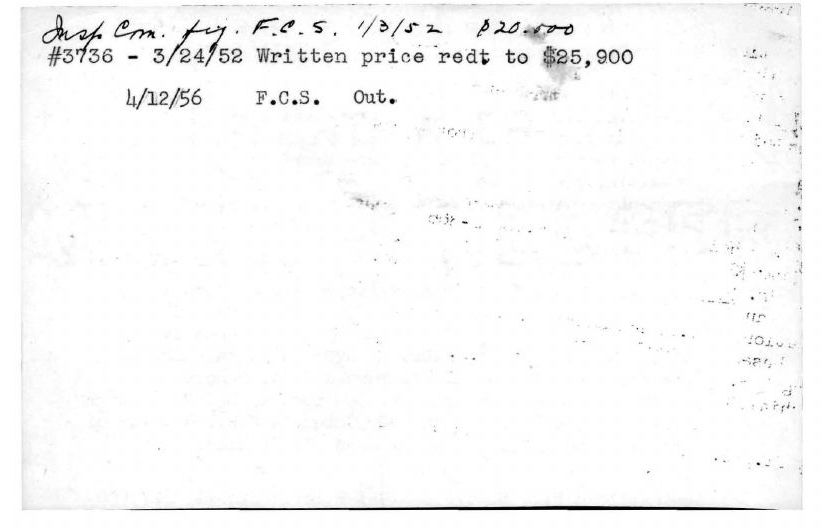 Insp Com. fig. F.C.S. 1/3/52 $20.000
#3736 - 3/24/52 Written price redt to $25,900
4/12/56 F.C.S. Out.